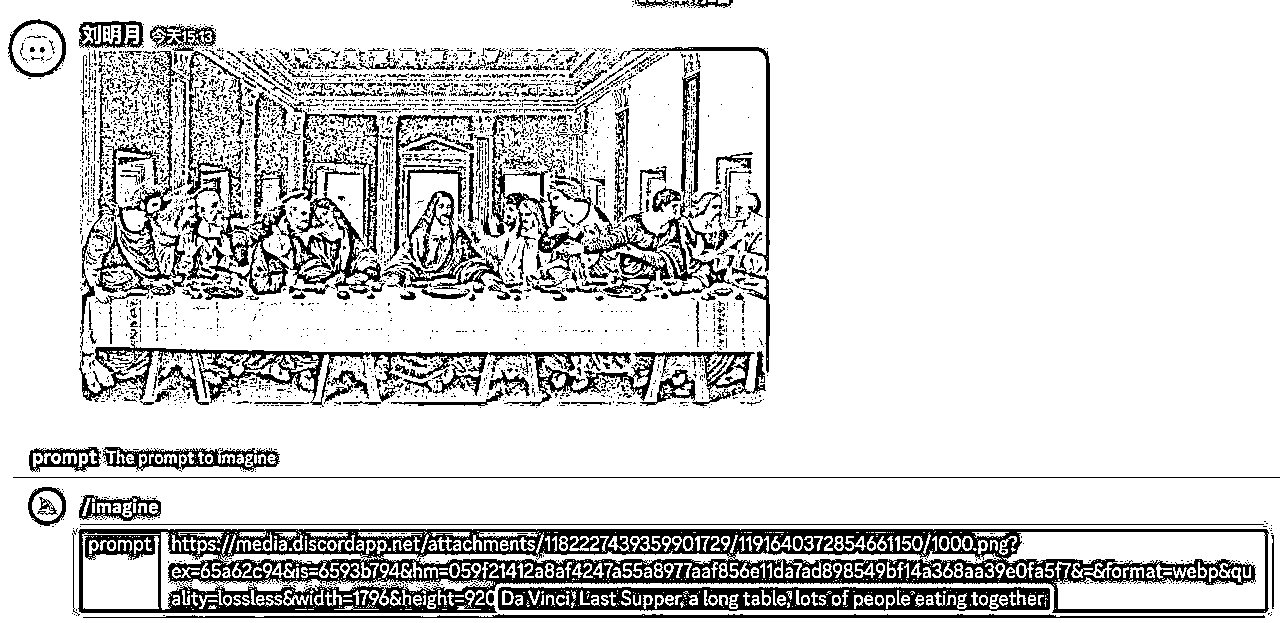 刘明月 今天15:13
prompt The prompt to imagine
/imagine
prompt https://media.discordapp.net/attachments/1182227439359901729/1191640372854661150/1000.png?
ex=65a62c94&is=6593b794&hm=059f21412a8af4247a55a8977aaf856e11da7ad898549bf14a368aa39e0fa5f7&=&format=webp&qu
ality=lossless&width=1796&height=920 Da Vinci, Last Supper, a long table, lots of people eating together